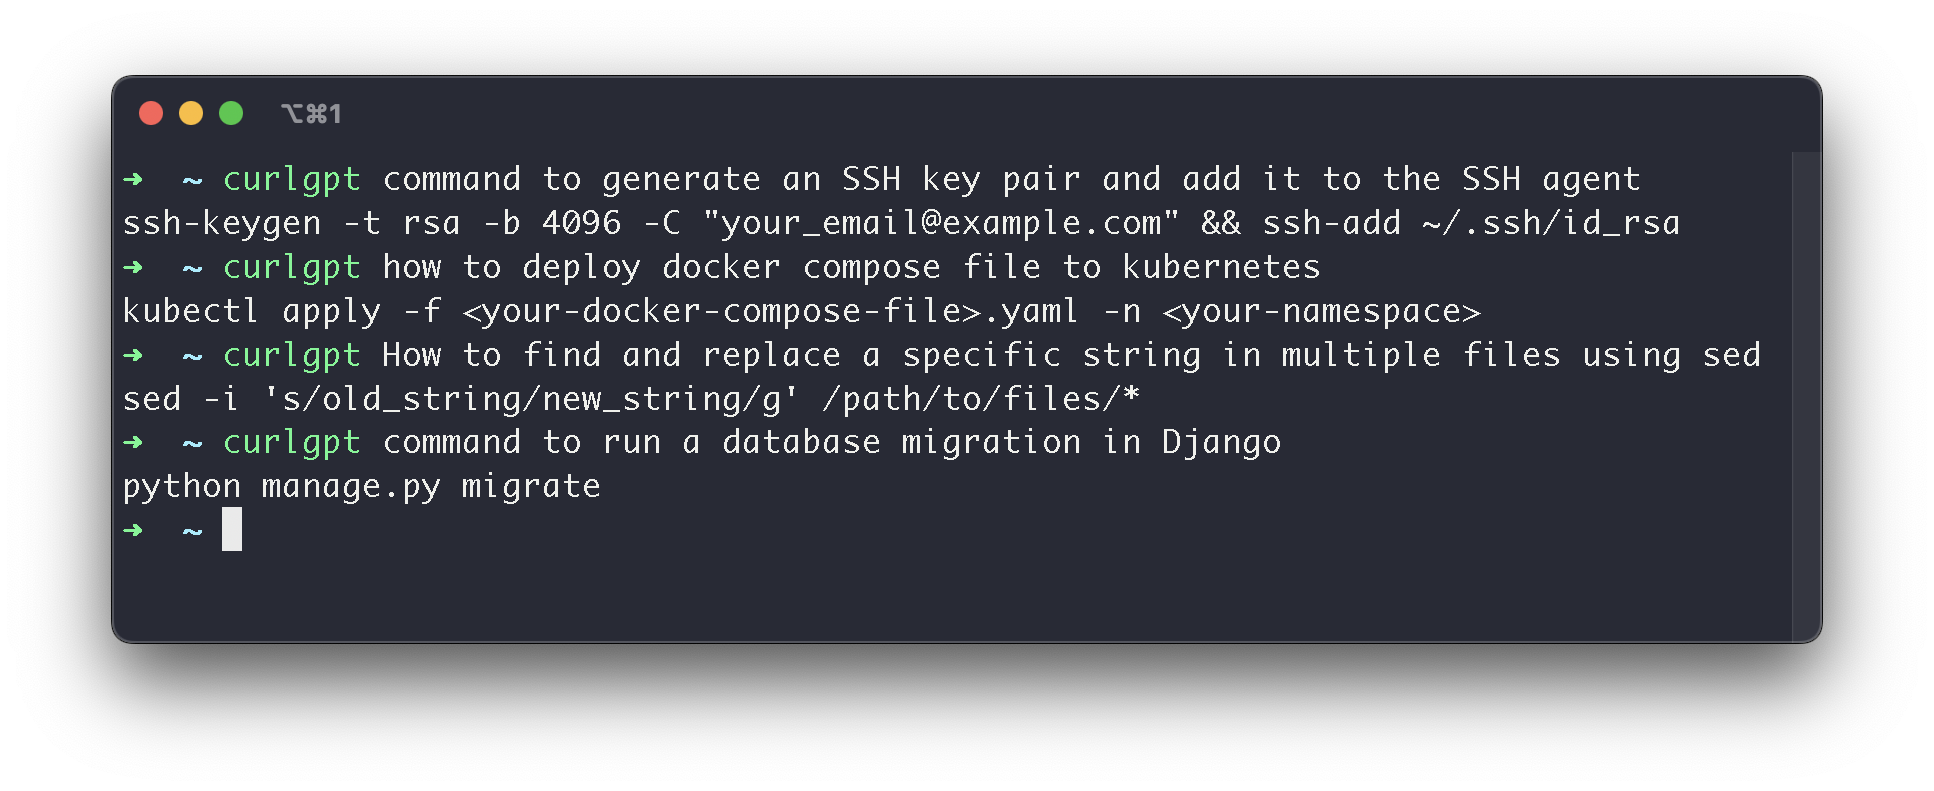 ⌥⌘1
➜ ~ curlgpt command to generate an SSH key pair and add it to the SSH agent
ssh-keygen -t rsa -b 4096 -C "your_email@example.com" && ssh-add ~/.ssh/id_rsa
➜ ~ curlgpt how to deploy docker compose file to kubernetes
kubectl apply -f <your-docker-compose-file>.yaml -n <your-namespace>
➜ ~ curlgpt How to find and replace a specific string in multiple files using sed
sed -i 's/old_string/new_string/g' /path/to/files/*
➜ ~ curlgpt command to run a database migration in Django
python manage.py migrate
➜ ~